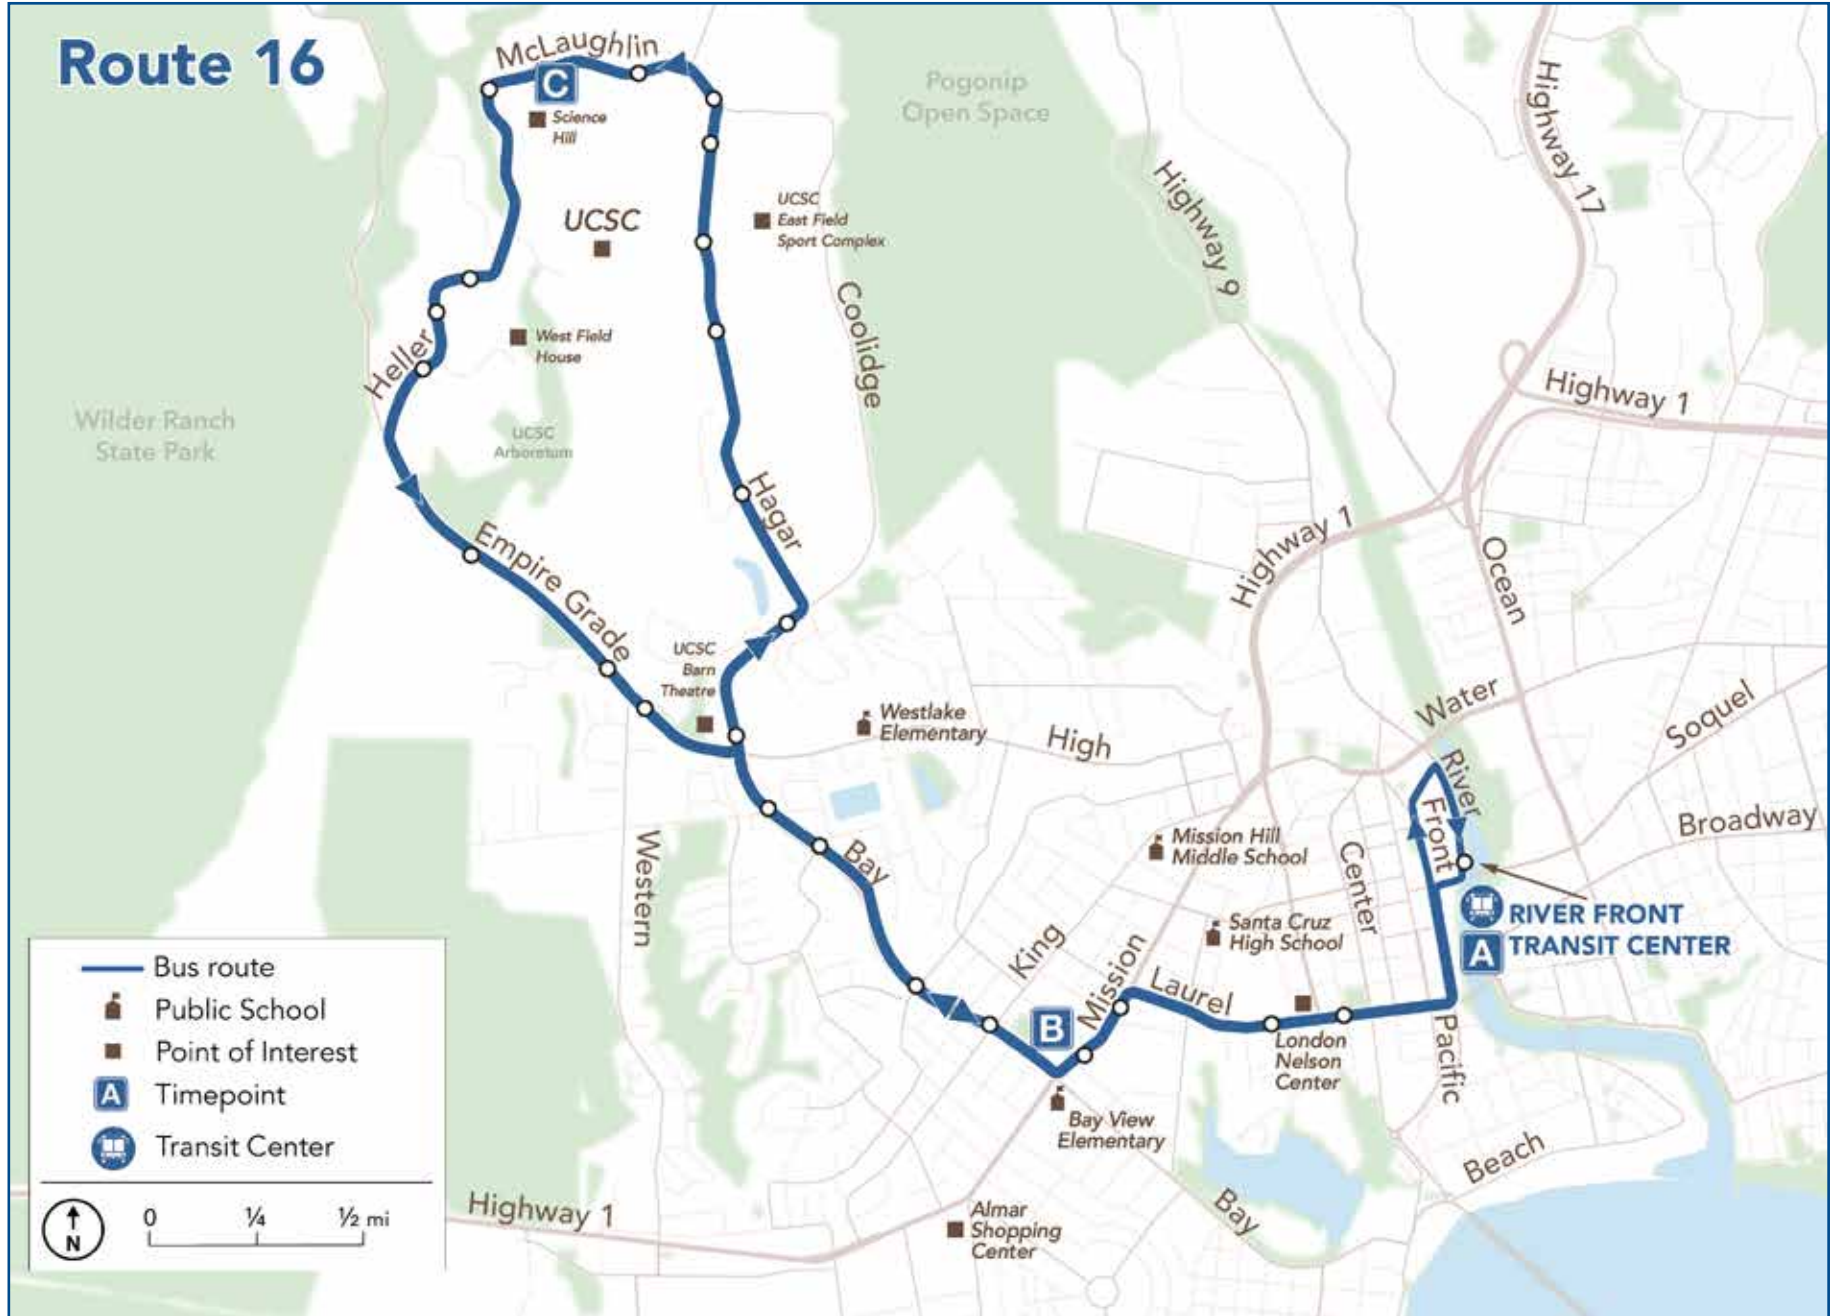 Route 16
McLaughlin
C
Science
Hill
UCSC
UCSC
East Field
Sport Complex
Pogonip
Open Space
Highway 9
Highway 17
Highway 1
Coolidge
West Field
House
Heller
Wilder Ranch
State Park
UCSC
Arboretum
Hagar
Empire Grade
Highway 1
Ocean
UCSC
Barn
Theatre
Westlake
Elementary
High
Water
Soquel
River
Front
Broadway
Mission Hill
Middle School
Center
Western
Bay
Santa Cruz
High School
RIVER FRONT
A
TRANSIT CENTER
King
Mission
Laurel
B
London
Nelson
Center
Pacific
Bay View
Elementary
Beach
Bay
Almar
Shopping
Center
Highway 1
Bus route
Public School
Point of Interest
A Timepoint
Transit Center
N
0 ¼ ½ mi